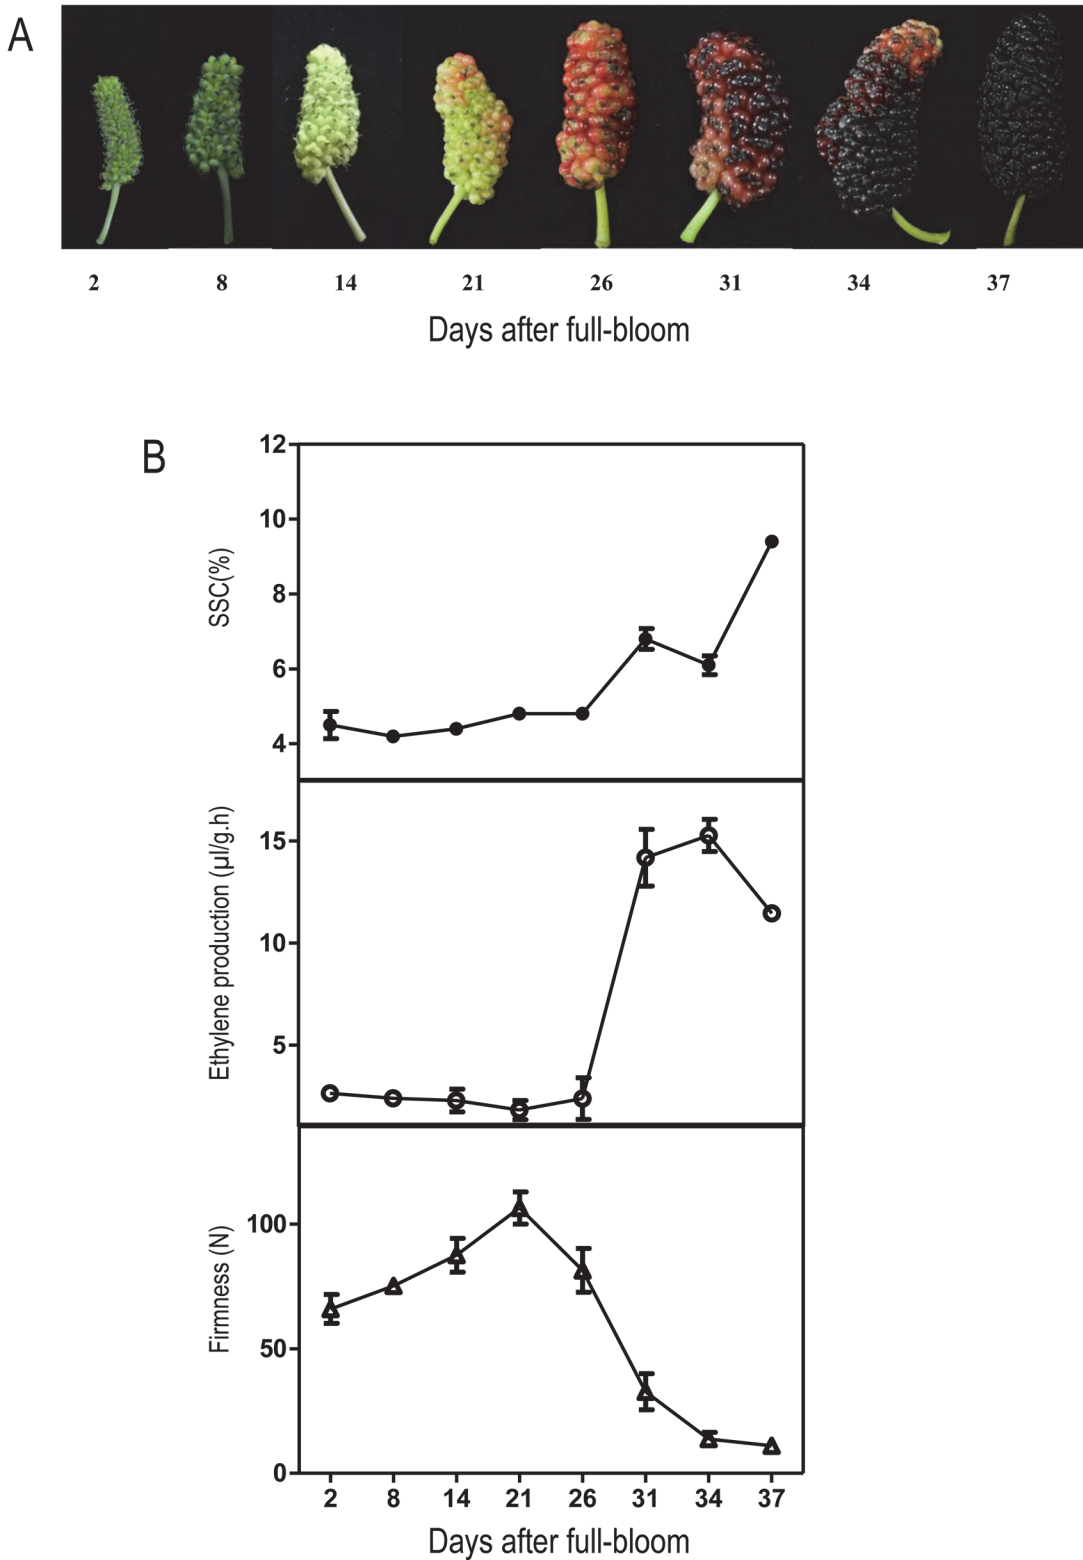 A
2 8 14 21 26 31 34 37
Days after full-bloom
B
12
10
8
6
4
SSC(%)
15
10
5
Ethylene production (μl/g.h)
100
50
0
Firmness (N)
2 8 14 21 26 31 34 37
Days after full-bloom